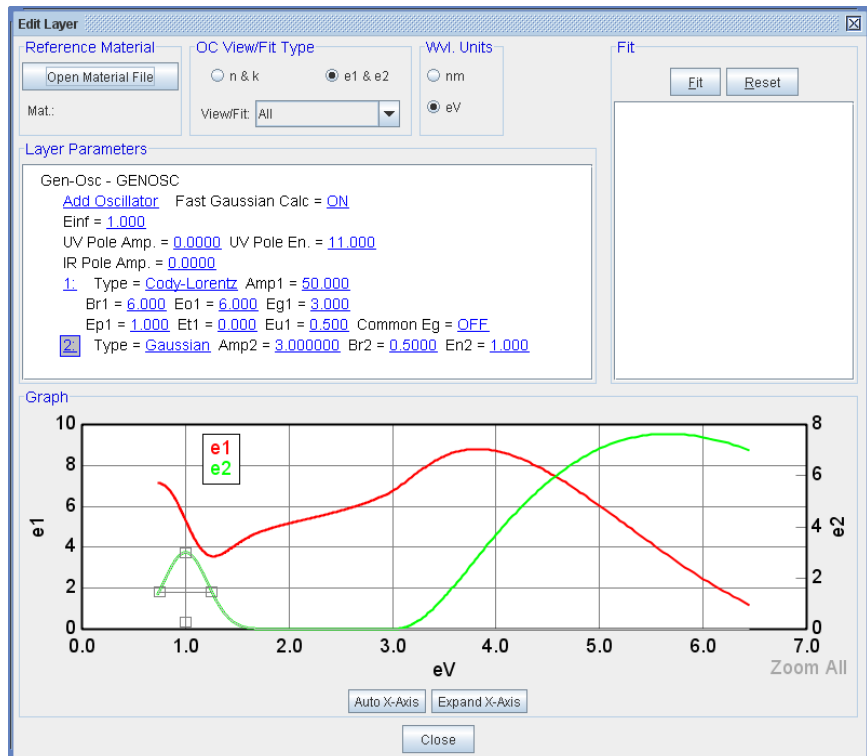 Edit Layer
Reference Material
Open Material File
Mat.:
OC View/Fit Type
n & k
e1 & e2
View/Fit: All
Wvl. Units
nm
eV
Fit
Fit
Reset
Layer Parameters
Gen-Osc - GENOSC
Add Oscillator Fast Gaussian Calc = ON
Einf = 1.000
UV Pole Amp. = 0.0000 UV Pole En. = 11.000
IR Pole Amp. = 0.0000
1: Type = Cody-Lorentz Amp1 = 50.000
Br1 = 6.000 Eo1 = 6.000 Eg1 = 3.000
Ep1 = 1.000 Et1 = 0.000 Eu1 = 0.500 Common Eg = OFF
2: Type = Gaussian Amp2 = 3.000000 Br2 = 0.5000 En2 = 1.000
Graph
e1
10
8
6
4
2
0
e1
e2
8
6
4
2
0
e2
0.0 1.0 2.0 3.0 4.0 5.0 6.0 7.0
eV
Zoom All
Auto X-Axis
Expand X-Axis
Close